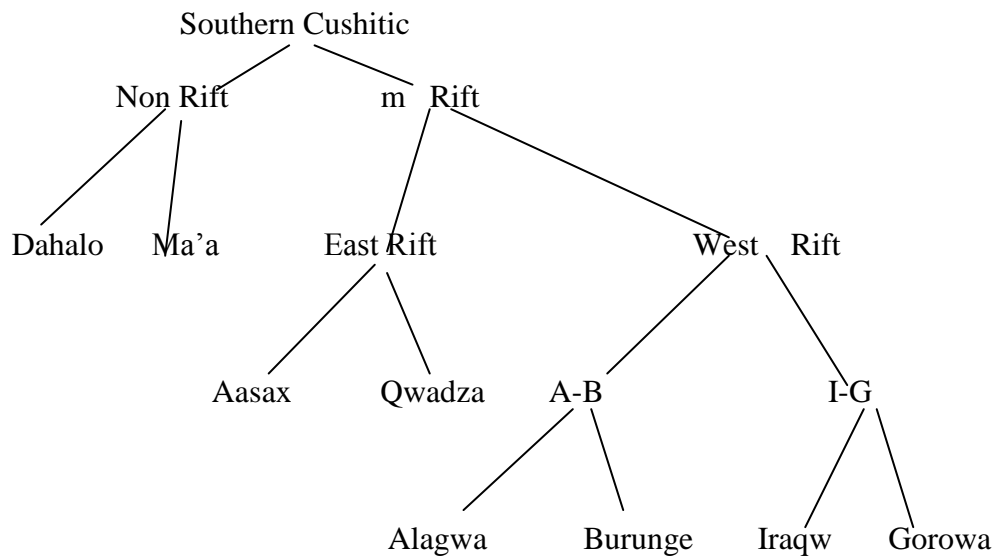 Southern Cushitic
Non Rift m Rift
Dahalo Ma’a East Rift West Rift
Aasax Qwadza A-B I-G
Alagwa Burunge Iraqw Gorowa